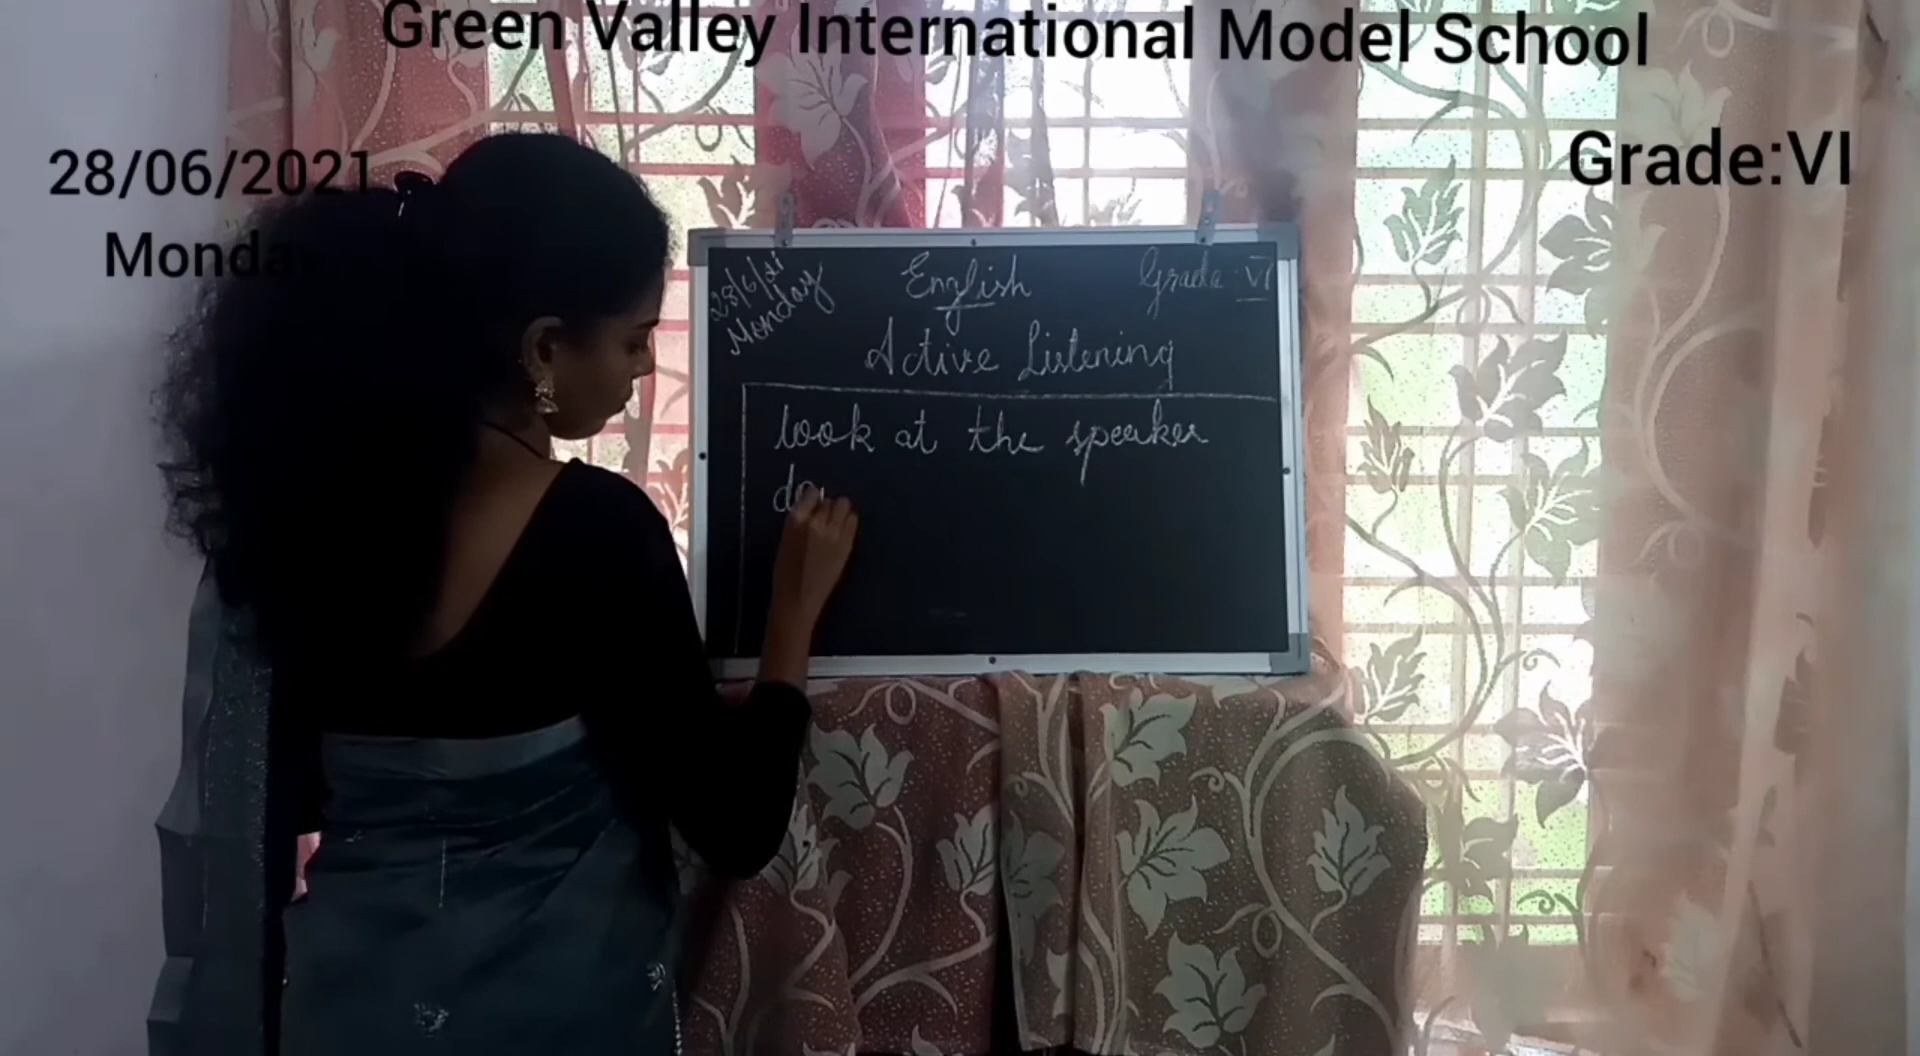 Green Valley International Model School
28/06/2021
Grade:VI
Monday
28/6/21
Monday
English
Grade: VI
Active Listening
look at the speaker
do